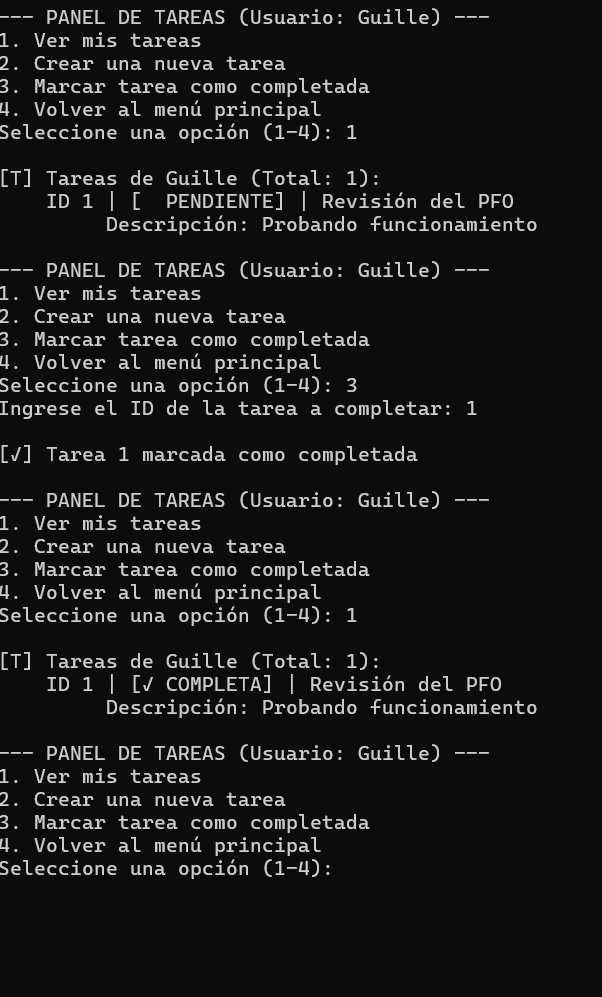 --- PANEL DE TAREAS (Usuario: Guille) ---
1. Ver mis tareas
2. Crear una nueva tarea
3. Marcar tarea como completada
4. Volver al menú principal
Seleccione una opción (1-4): 1
[T] Tareas de Guille (Total: 1):
ID 1 | [  PENDIENTE] | Revisión del PFO
Descripción: Probando funcionamiento
--- PANEL DE TAREAS (Usuario: Guille) ---
1. Ver mis tareas
2. Crear una nueva tarea
3. Marcar tarea como completada
4. Volver al menú principal
Seleccione una opción (1-4): 3
Ingrese el ID de la tarea a completar: 1
[√] Tarea 1 marcada como completada
--- PANEL DE TAREAS (Usuario: Guille) ---
1. Ver mis tareas
2. Crear una nueva tarea
3. Marcar tarea como completada
4. Volver al menú principal
Seleccione una opción (1-4): 1
[T] Tareas de Guille (Total: 1):
ID 1 | [√ COMPLETA] | Revisión del PFO
Descripción: Probando funcionamiento
--- PANEL DE TAREAS (Usuario: Guille) ---
1. Ver mis tareas
2. Crear una nueva tarea
3. Marcar tarea como completada
4. Volver al menú principal
Seleccione una opción (1-4):